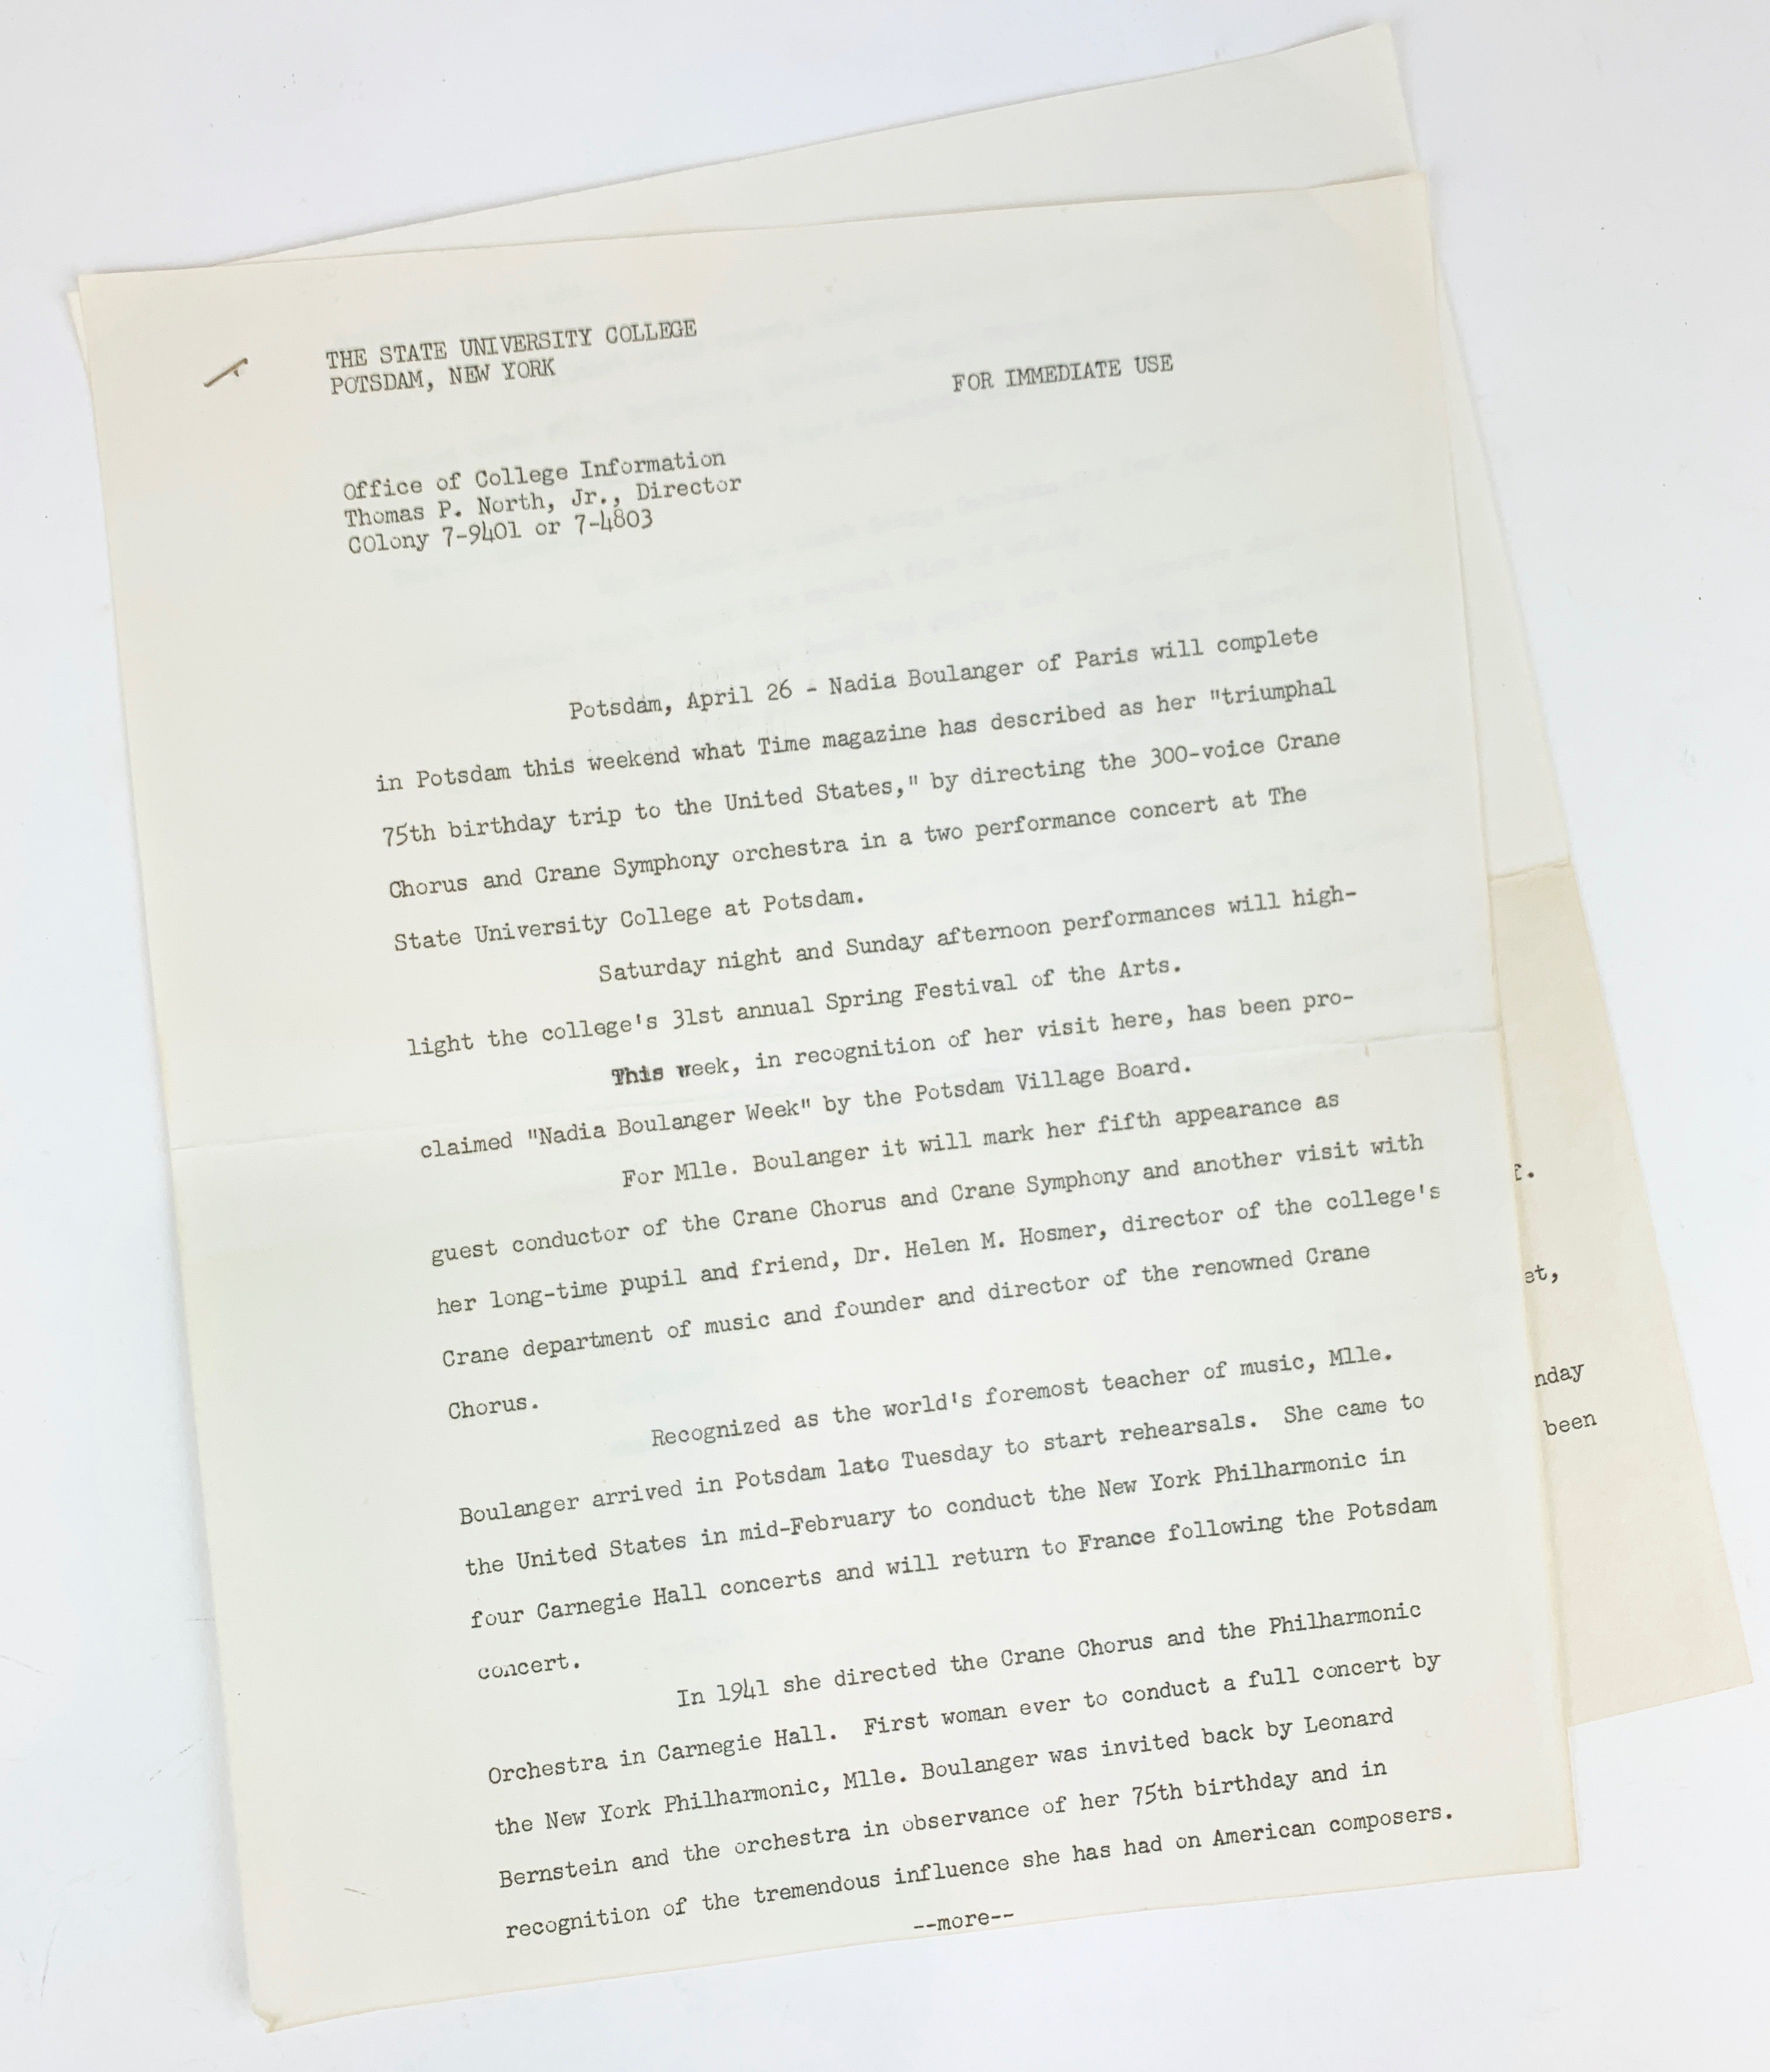 THE STATE UNIVERSITY COLLEGE
POTSDAM, NEW YORK
FOR IMMEDIATE USE
Office of College Information
Thomas P. North, Jr., Director
COlony 7-9401 or 7-4803
Potsdam, April 26 - Nadia Boulanger of Paris will complete
in Potsdam this weekend what Time magazine has described as her "triumphal
75th birthday trip to the United States," by directing the 300-voice Crane
Chorus and Crane Symphony orchestra in a two performance concert at The
State University College at Potsdam.
Saturday night and Sunday afternoon performances will high-
light the college's 31st annual Spring Festival of the Arts.
This week, in recognition of her visit here, has been pro-
claimed "Nadia Boulanger Week" by the Potsdam Village Board.
For Mlle. Boulanger it will mark her fifth appearance as
guest conductor of the Crane Chorus and Crane Symphony and another visit with
her long-time pupil and friend, Dr. Helen M. Hosmer, director of the college's
Crane department of music and founder and director of the renowned Crane
Chorus.
Recognized as the world's foremost teacher of music, Mlle.
Boulanger arrived in Potsdam late Tuesday to start rehearsals. She came to
the United States in mid-February to conduct the New York Philharmonic in
four Carnegie Hall concerts and will return to France following the Potsdam
concert.
In 1941 she directed the Crane Chorus and the Philharmonic
Orchestra in Carnegie Hall. First woman ever to conduct a full concert by
the New York Philharmonic, Mlle. Boulanger was invited back by Leonard
Bernstein and the orchestra in observance of her 75th birthday and in
recognition of the tremendous influence she has had on American composers.
--more--
et,
nday
been